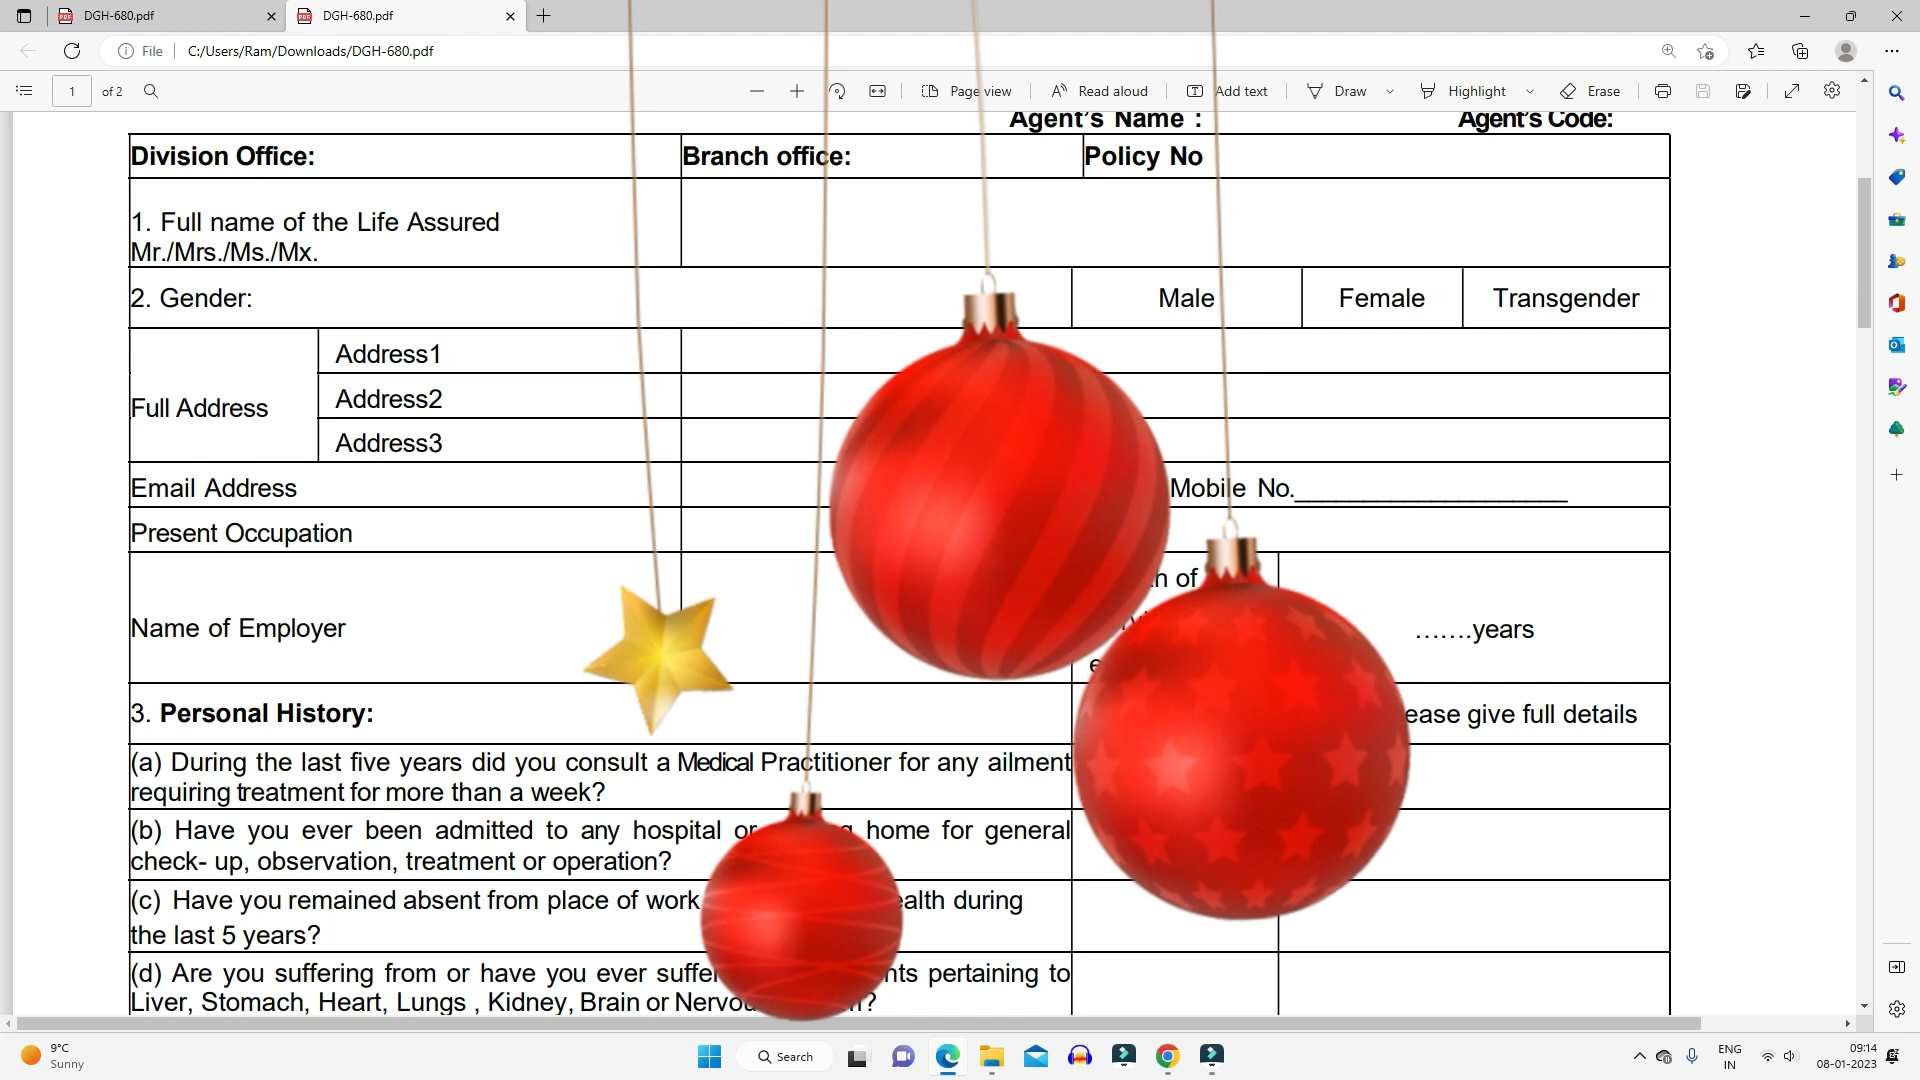 DGH-680.pdf
DGH-680.pdf
File
C:/Users/Ram/Downloads/DGH-680.pdf
1 of 2
Page view
Read aloud
Add text
Draw
Highlight
Erase
Agent's Name :
Agent's Code:
Division Office:
Branch office:
Policy No
1. Full name of the Life Assured
Mr./Mrs./Ms./Mx.
2. Gender:
Male
Female
Transgender
Full Address
Address1
Address2
Address3
Email Address
Mobile No.____________________
Present Occupation
Name of Employer
of
…….years
3. Personal History:
give full details
(a) During the last five years did you consult a Medical Practitioner for any ailment
requiring treatment for more than a week?
(b) Have you ever been admitted to any hospital or home for general
check- up, observation, treatment or operation?
(c) Have you remained absent from place of work during
the last 5 years?
(d) Are you suffering from or have you ever pertaining to
Liver, Stomach, Heart, Lungs , Kidney, Brain or
9°C
Sunny
Search
ENG
IN
09:14
08-01-2023